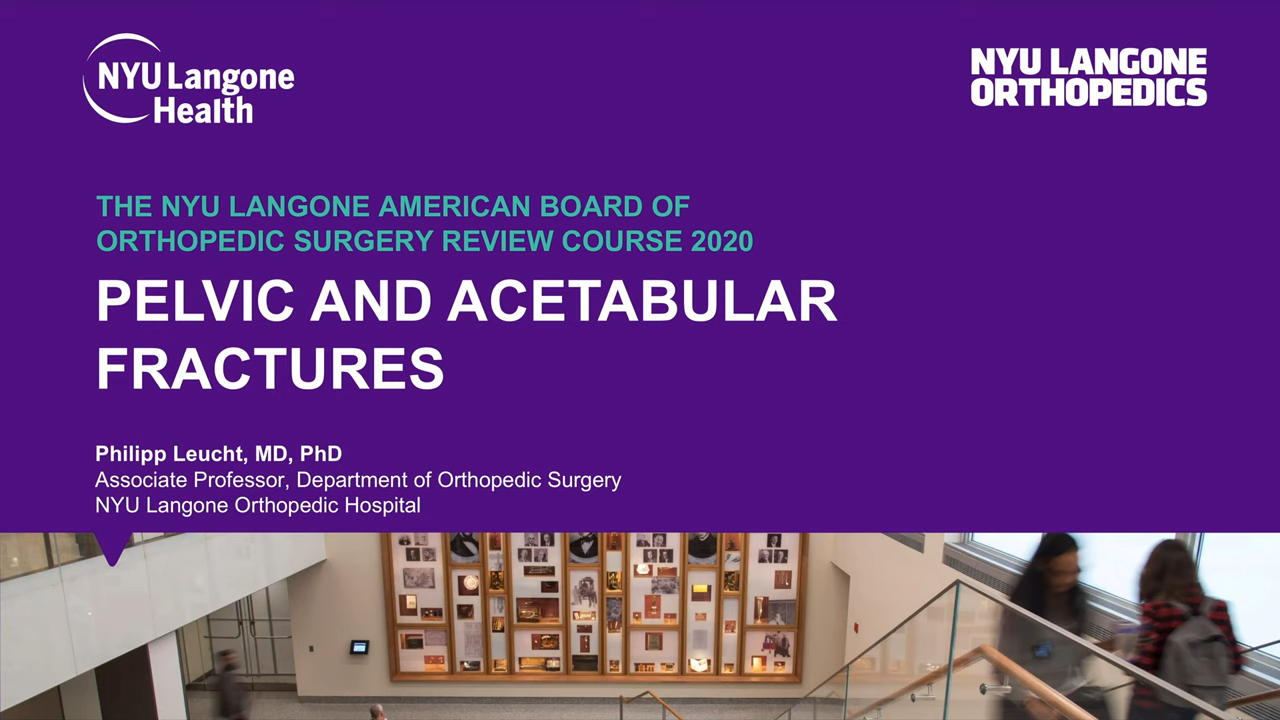 NYU Langone
Health
NYU LANGONE
ORTHOPEDICS
THE NYU LANGONE AMERICAN BOARD OF
ORTHOPEDIC SURGERY REVIEW COURSE 2020
PELVIC AND ACETABULAR
FRACTURES
Philipp Leucht, MD, PhD
Associate Professor, Department of Orthopedic Surgery
NYU Langone Orthopedic Hospital